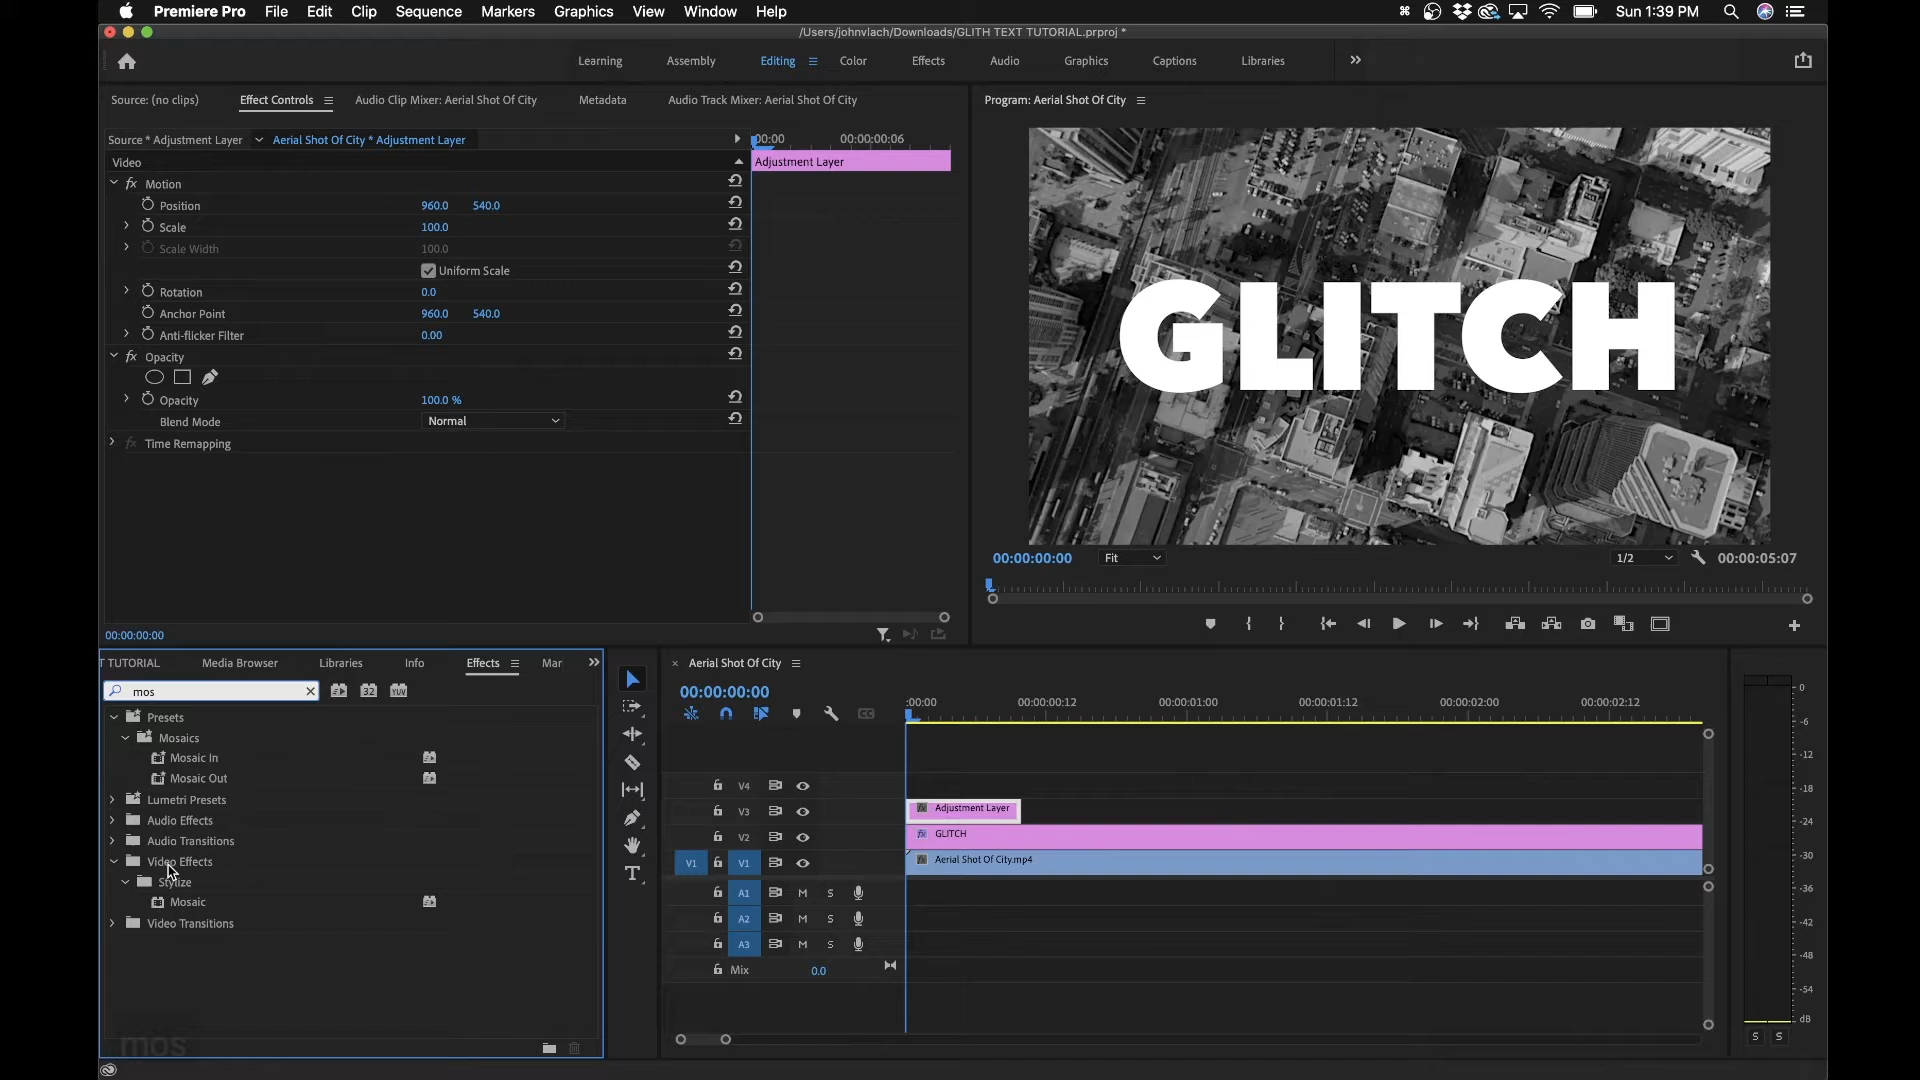 Premiere Pro File Edit Clip Sequence Markers Graphics View Window Help Sun 1:39 PM
/Users/johnvlach/Downloads/GLITH TEXT TUTORIAL.prproj *
Learning Assembly Editing Color Effects Audio Graphics Captions Libraries
Source: (no clips) Effect Controls Audio Clip Mixer: Aerial Shot Of City Metadata Audio Track Mixer: Aerial Shot Of City
Program: Aerial Shot Of City
Source * Adjustment Layer Aerial Shot Of City * Adjustment Layer
:00:00 00:00:00:06
Video
Adjustment Layer
fx Motion
Position 960.0 540.0
Scale 100.0
Scale Width 100.0
Uniform Scale
Rotation 0.0
Anchor Point 960.0 540.0
Anti-flicker Filter 0.00
fx Opacity
Opacity 100.0 %
Blend Mode Normal
fx Time Remapping
GLITCH
00:00:00:00 Fit 1/2 00:00:05:07
00:00:00:00
T TUTORIAL Media Browser Libraries Info Effects Mar
mos 32 YUV
Presets
Mosaics
Mosaic In
Mosaic Out
Lumetri Presets
Audio Effects
Audio Transitions
Video Effects
Stylize
Mosaic
Video Transitions
mos
T
Aerial Shot Of City
00:00:00:00
:00:00 00:00:00:12 00:00:01:00 00:00:01:12 00:00:02:00 00:00:02:12
V4
V3 fx Adjustment Layer
V2 fx GLITCH
V1 V1 fx Aerial Shot Of City.mp4
A1 M S
A2 M S
A3 M S
Mix 0.0
0
-6
-12
-18
-24
-30
-36
-42
-48
-54
dB
S S